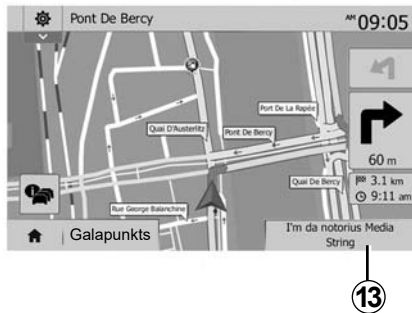 Pont De Bercy
AM 09:05
Port De La Rapée
Quai D'Austerlitz
Pont De Bercy
60 m
Quai De Bercy
3.1 km
9:11 am
Rue George Balanchine
Galapunkts
I'm da notorius Media
String
13